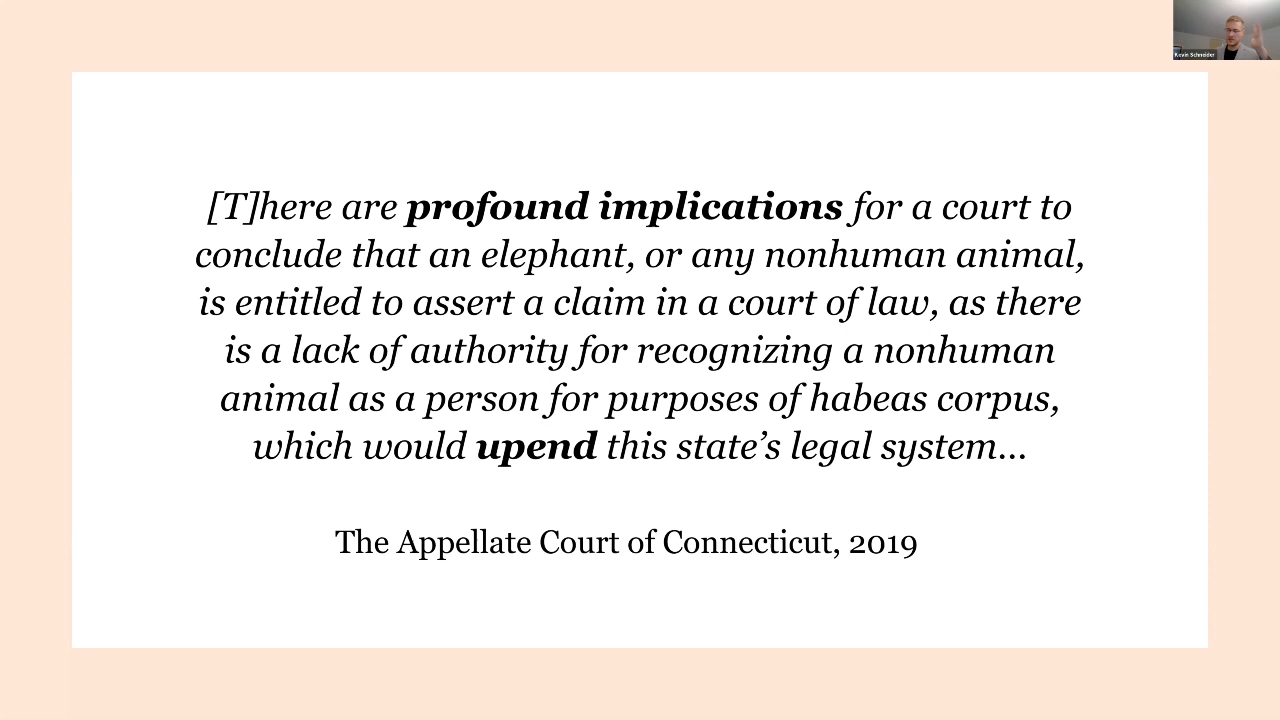 Kevin Schneider
[T]here are profound implications for a court to
conclude that an elephant, or any nonhuman animal,
is entitled to assert a claim in a court of law, as there
is a lack of authority for recognizing a nonhuman
animal as a person for purposes of habeas corpus,
which would upend this state’s legal system...
The Appellate Court of Connecticut, 2019